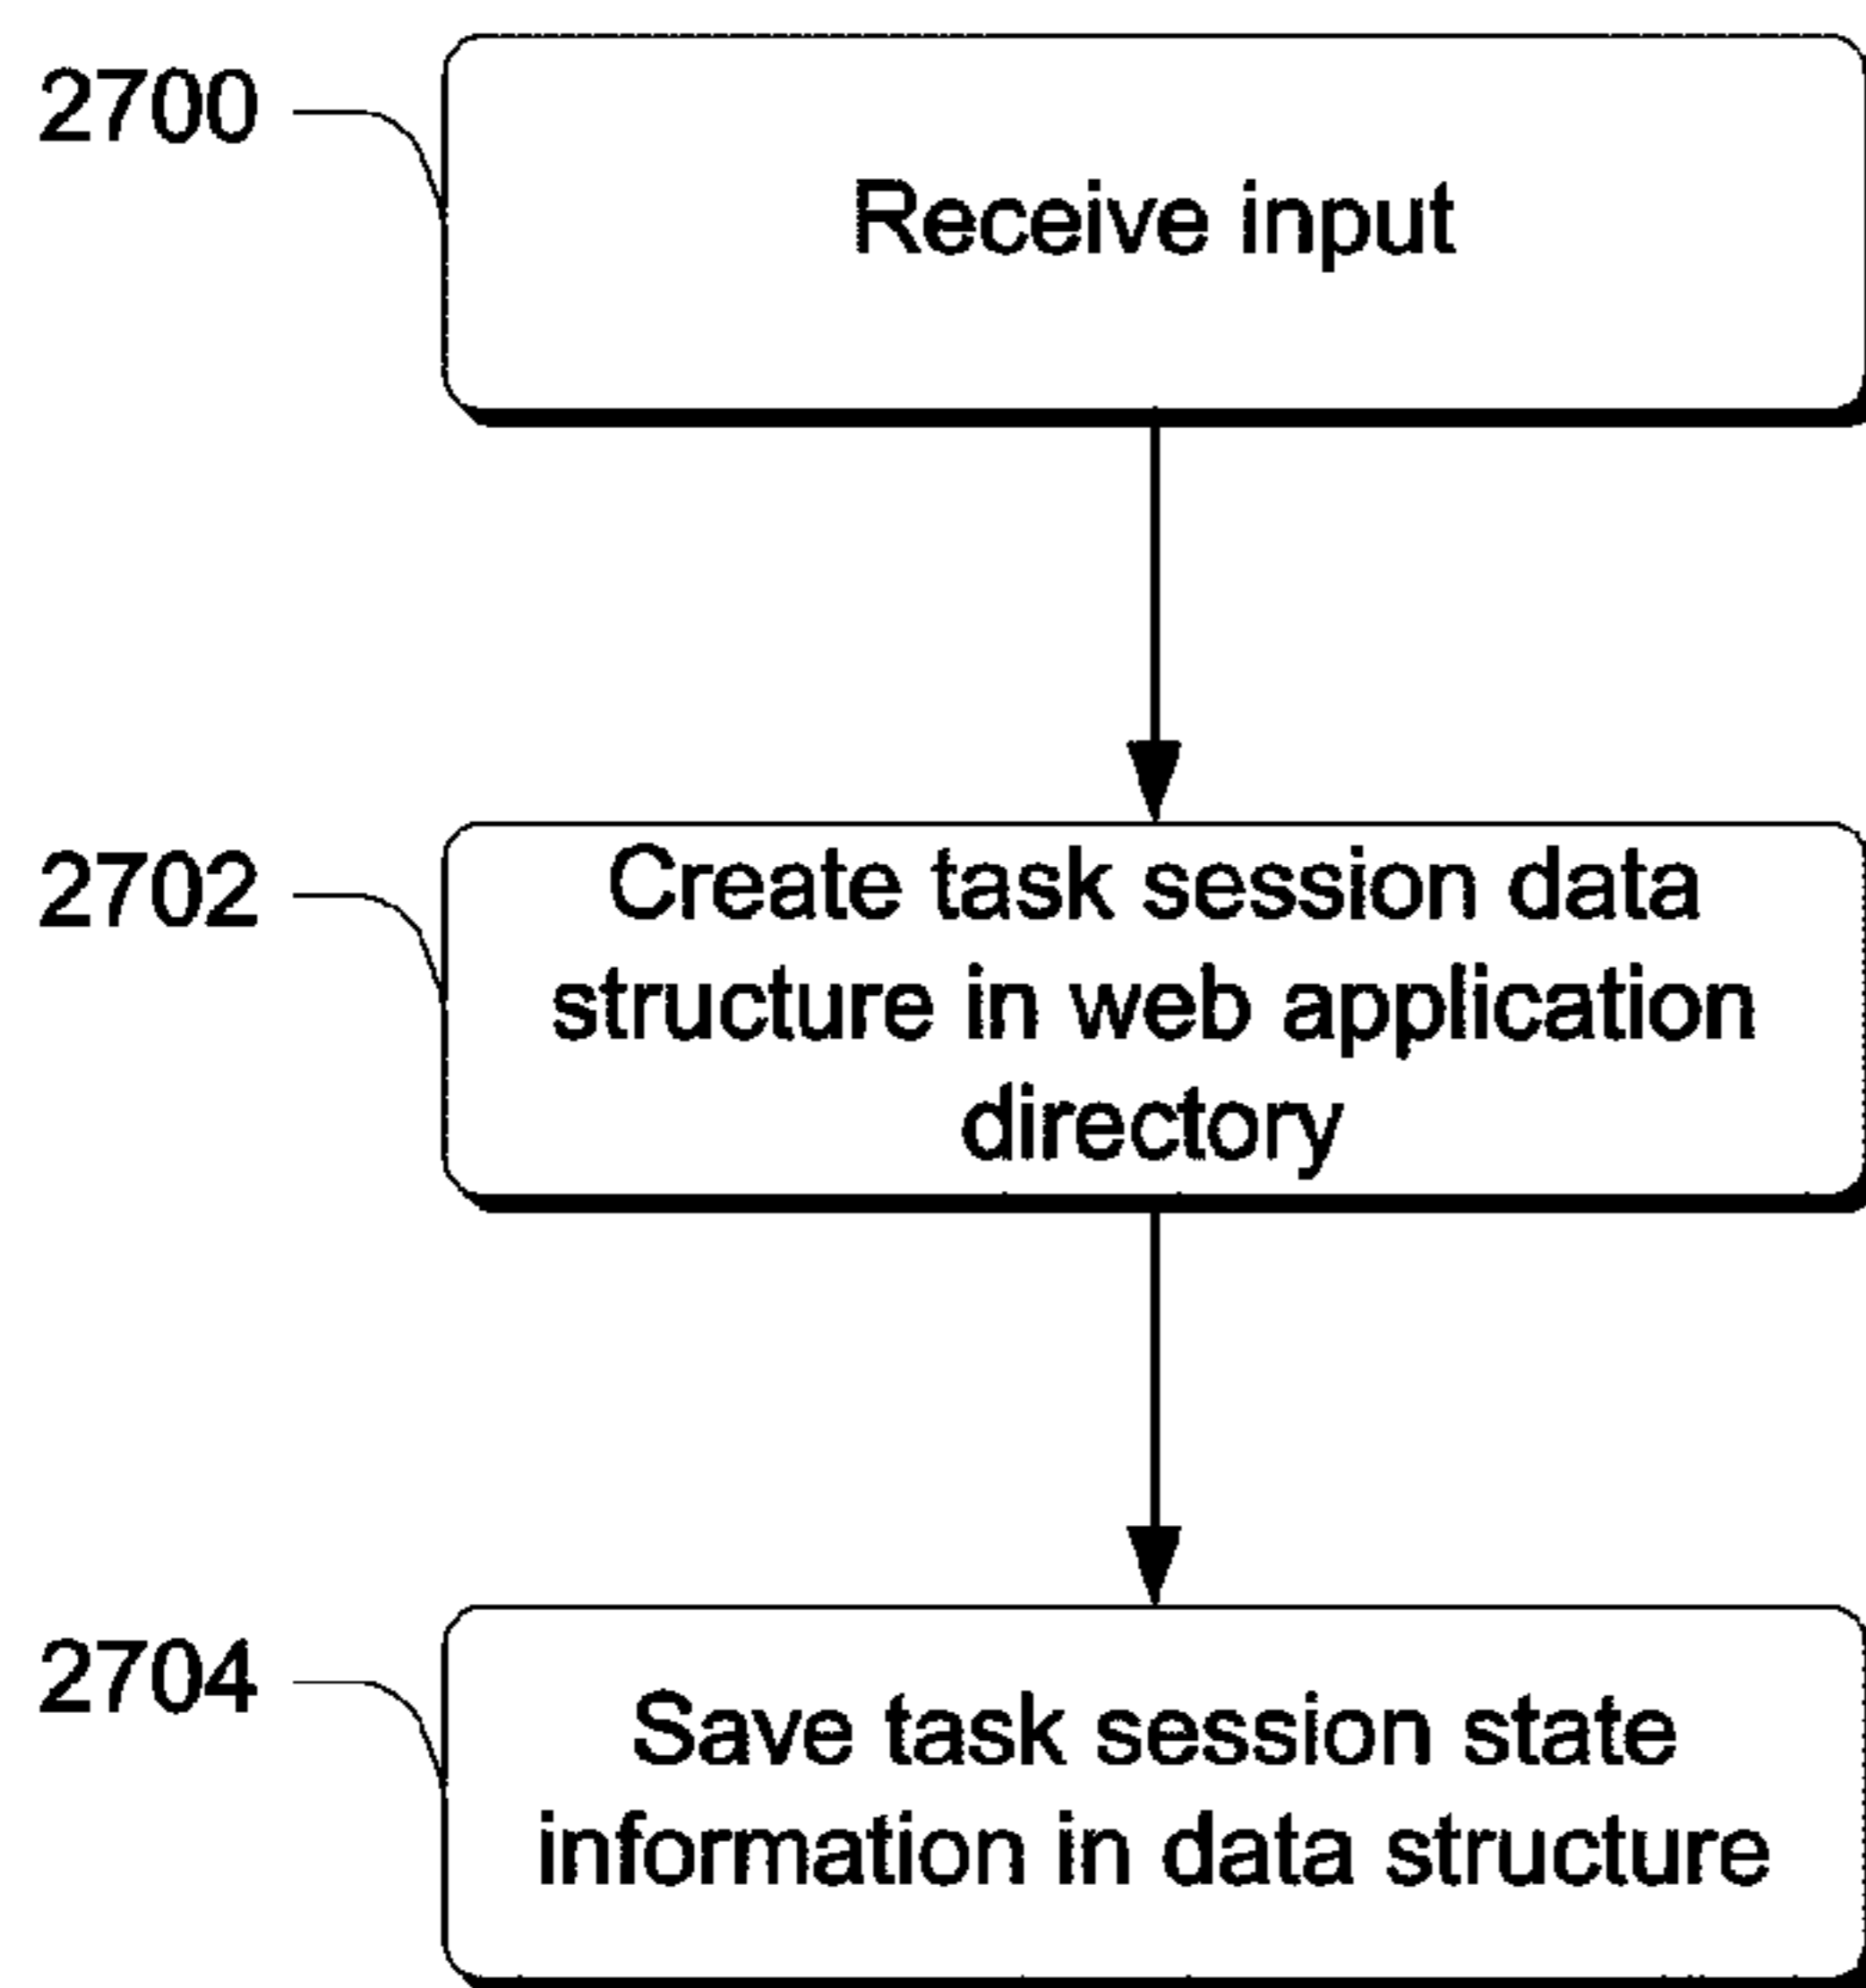 2700
Receive input
2702
Create task session data
structure in web application
directory
2704
Save task session state
information in data structure